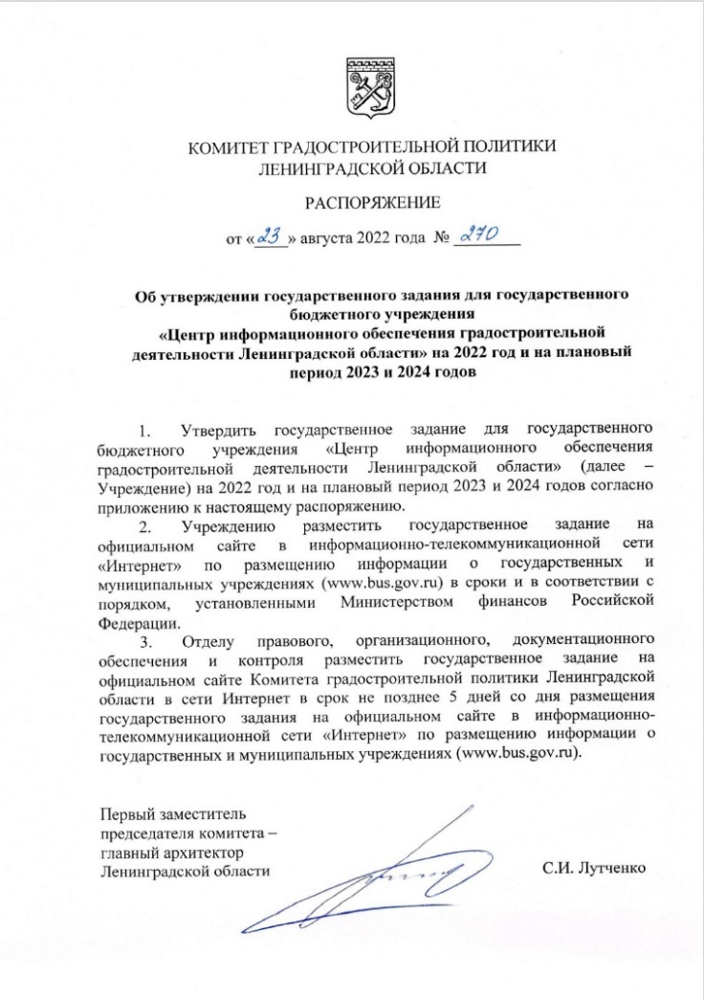 КОМИТЕТ ГРАДОСТРОИТЕЛЬНОЙ ПОЛИТИКИ
ЛЕНИНГРАДСКОЙ ОБЛАСТИ
РАСПОРЯЖЕНИЕ
от «23» августа 2022 года № 270
Об утверждении государственного задания для государственного
бюджетного учреждения
«Центр информационного обеспечения градостроительной
деятельности Ленинградской области» на 2022 год и на плановый
период 2023 и 2024 годов
1. Утвердить государственное задание для государственного
бюджетного учреждения «Центр информационного обеспечения
градостроительной деятельности Ленинградской области» (далее –
Учреждение) на 2022 год и на плановый период 2023 и 2024 годов согласно
приложению к настоящему распоряжению.
2. Учреждению разместить государственное задание на
официальном сайте в информационно-телекоммуникационной сети
«Интернет» по размещению информации о государственных и
муниципальных учреждениях (www.bus.gov.ru) в сроки и в соответствии с
порядком, установленными Министерством финансов Российской
Федерации.
3. Отделу правового, организационного, документационного
обеспечения и контроля разместить государственное задание на
официальном сайте Комитета градостроительной политики Ленинградской
области в сети Интернет в срок не позднее 5 дней со дня размещения
государственного задания на официальном сайте в информационно-
телекоммуникационной сети «Интернет» по размещению информации о
государственных и муниципальных учреждениях (www.bus.gov.ru).
Первый заместитель
председателя комитета –
главный архитектор
Ленинградской области
С.И. Лутченко